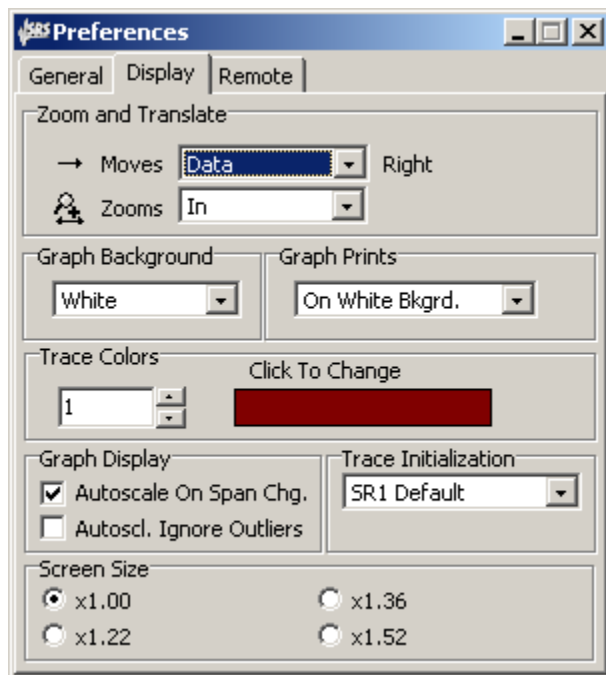 SRS Preferences
General Display Remote
Zoom and Translate
Moves Data Right
Zooms In
Graph Background Graph Prints
White On White Bkgrd.
Trace Colors
Click To Change
1
Graph Display Trace Initialization
Autoscale On Span Chg. SR1 Default
Autoscl. Ignore Outliers
Screen Size
x1.00 x1.36
x1.22 x1.52